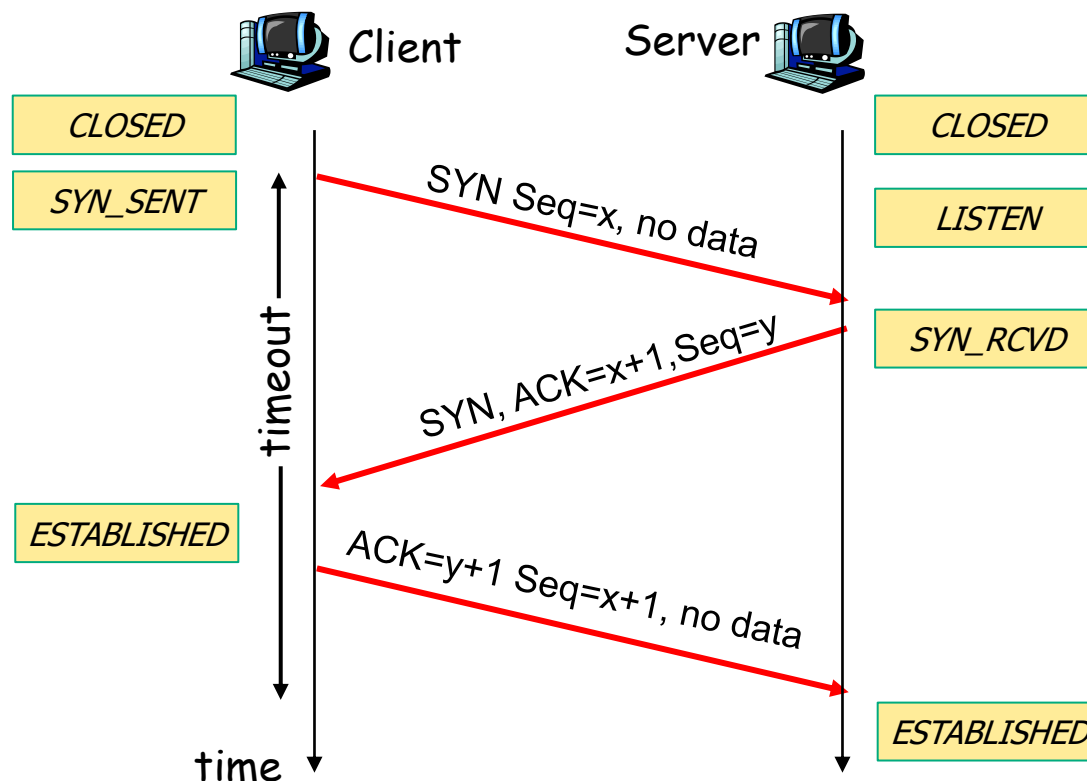 Client
Server
CLOSED
CLOSED
SYN_SENT
SYN Seq=x, no data
LISTEN
timeout
SYN, ACK=x+1,Seq=y
SYN_RCVD
ESTABLISHED
ACK=y+1 Seq=x+1, no data
ESTABLISHED
time